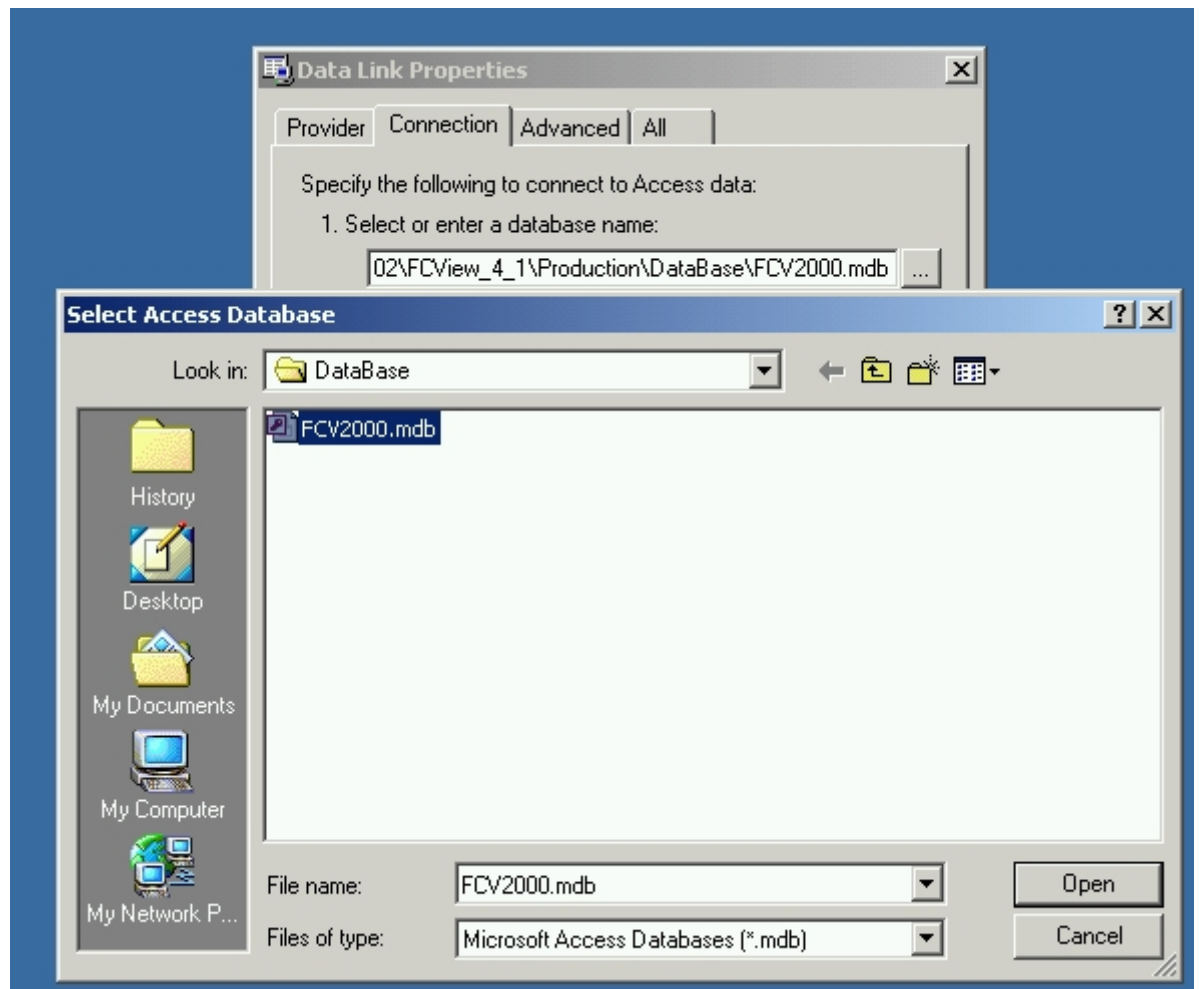 Data Link Properties
Provider Connection Advanced All
Specify the following to connect to Access data:
1. Select or enter a database name:
02\FCView_4_1\Production\DataBase\FCV2000.mdb ...
Select Access Database
Look in: DataBase
FCV2000.mdb
History
Desktop
My Documents
My Computer
My Network P...
File name: FCV2000.mdb Open
Files of type: Microsoft Access Databases (*.mdb) Cancel